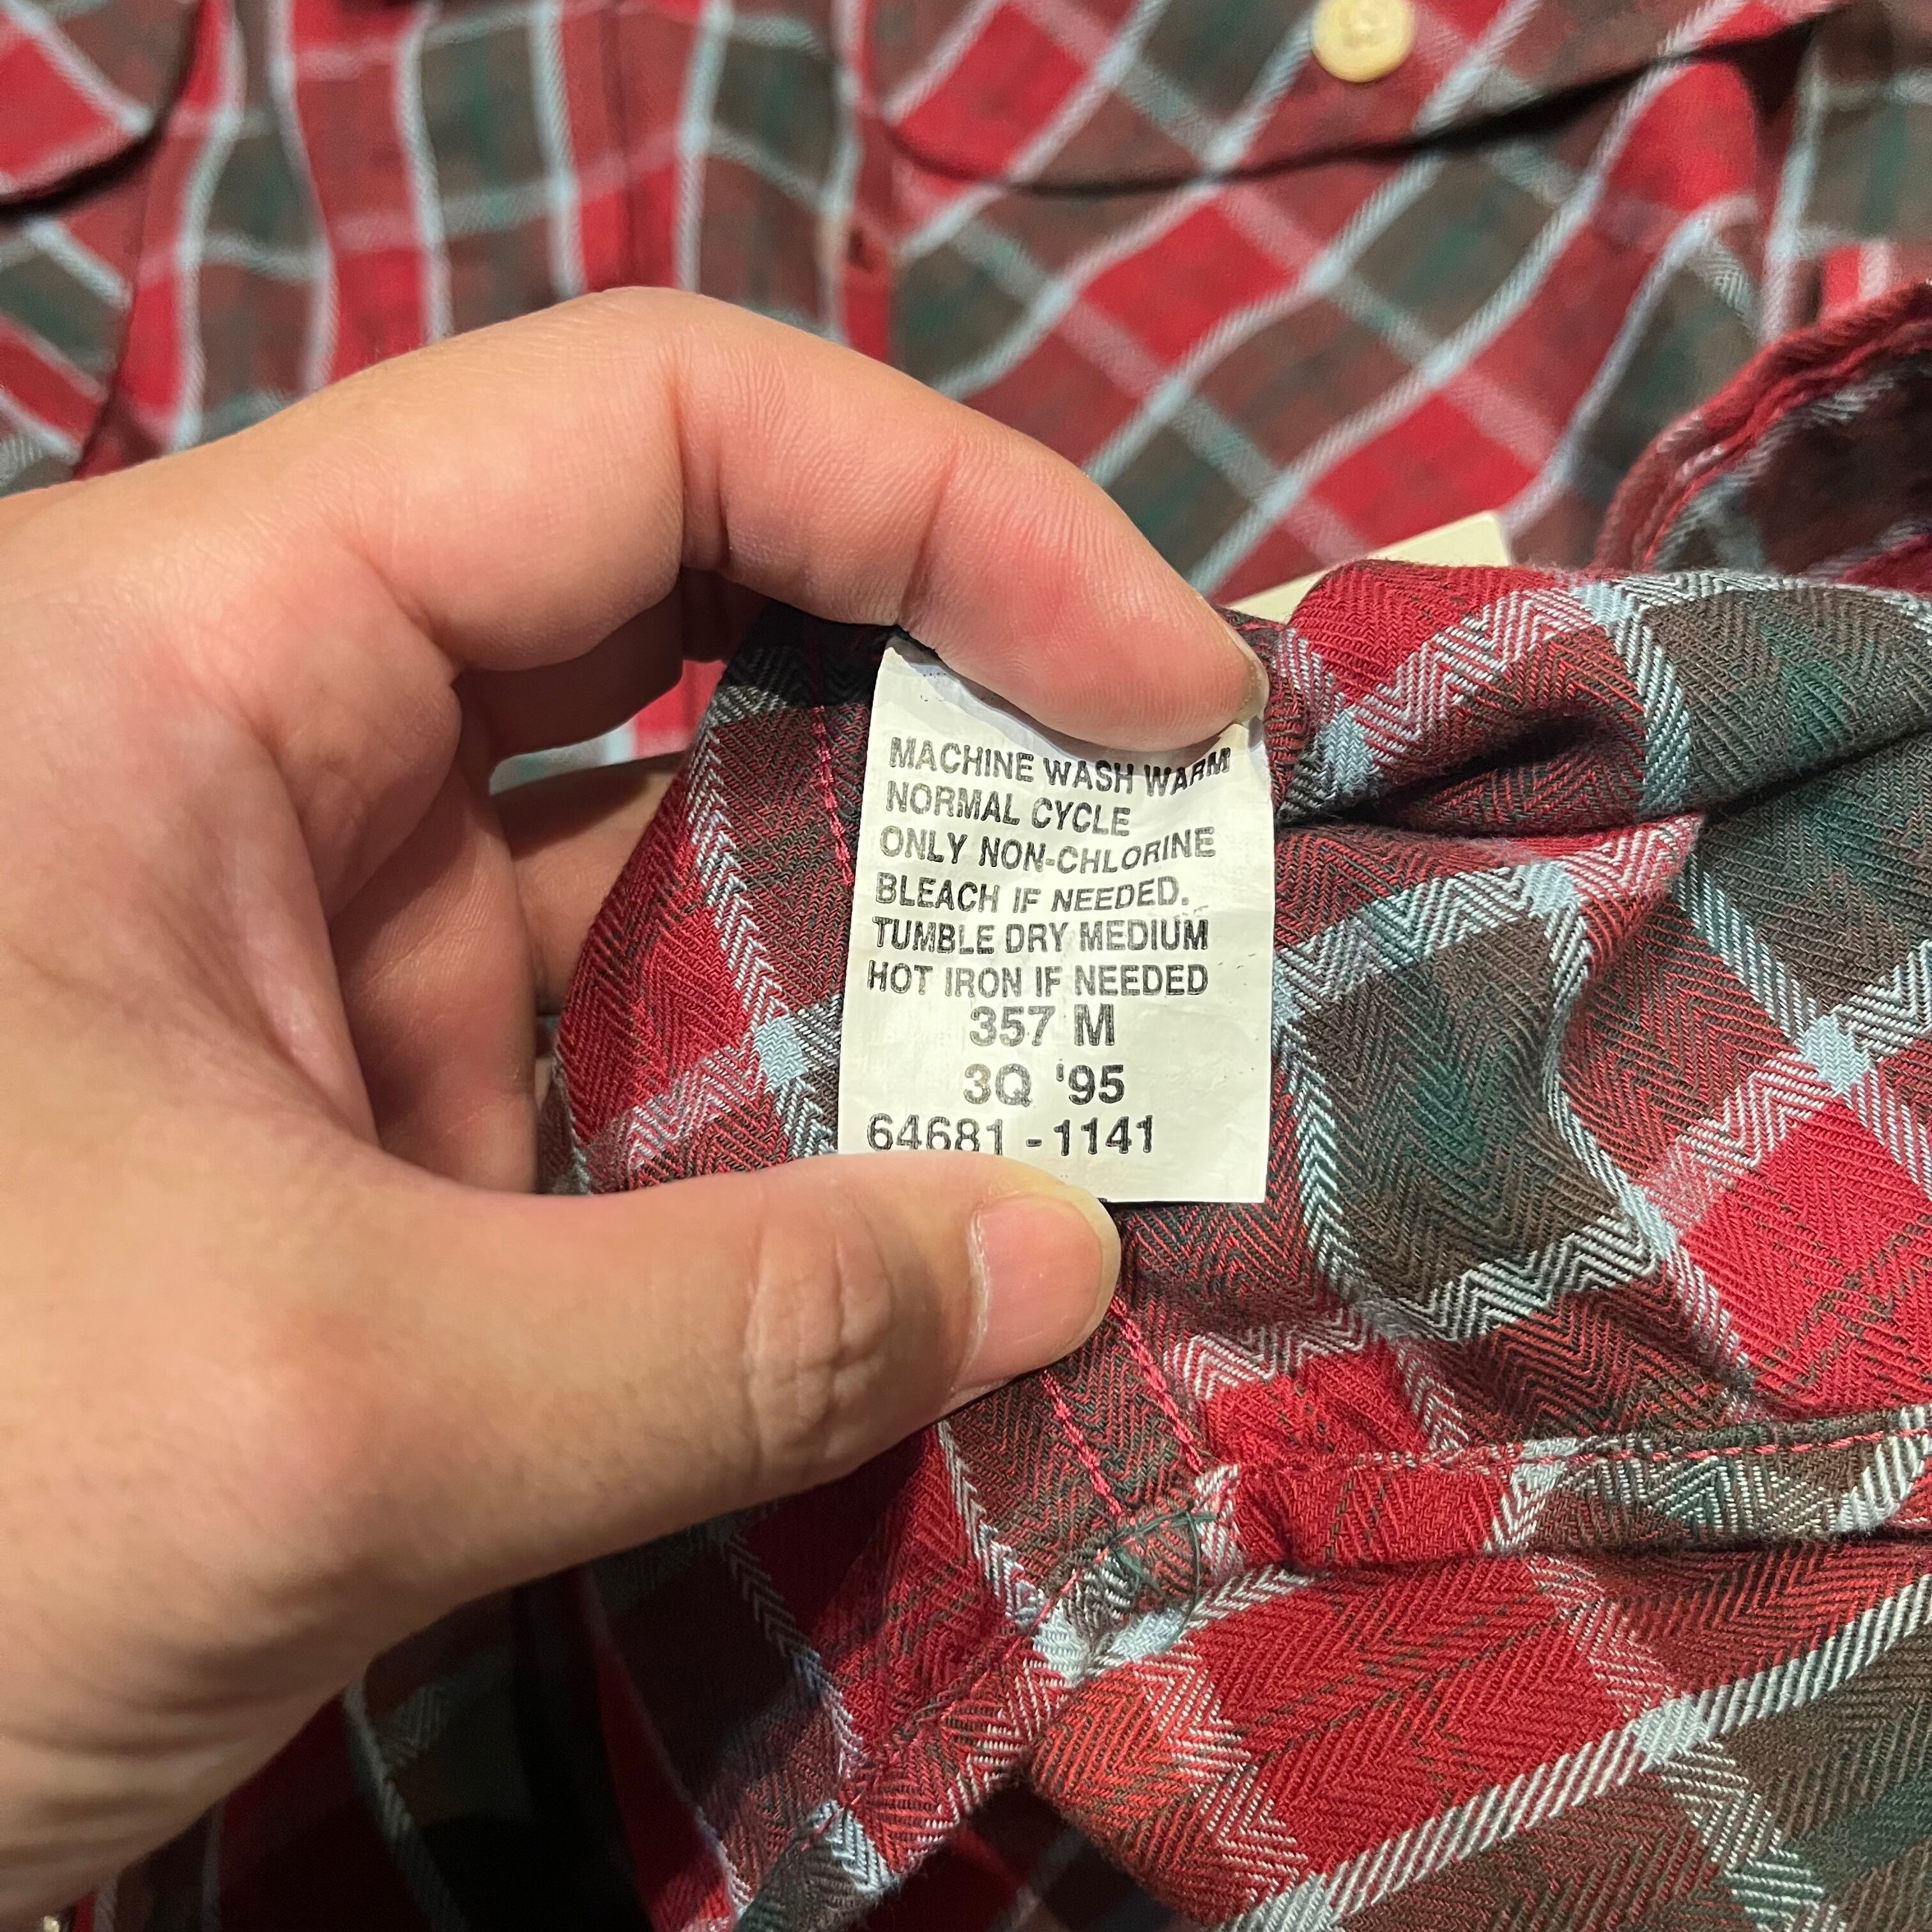 MACHINE WASH WARM
NORMAL CYCLE
ONLY NON-CHLORINE
BLEACH IF NEEDED.
TUMBLE DRY MEDIUM
HOT IRON IF NEEDED
357 M
3Q '95
64681-1141